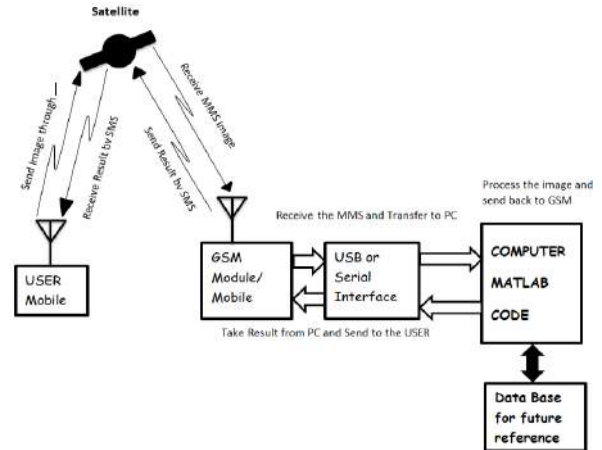 Satellite
Send Image through
Receive Result by SMS
Receive MMS image
Send Result by SMS
Process the image and
send back to GSM
Receive the MMS and Transfer to PC
USER
Mobile
GSM
Module/
Mobile
USB or
Serial
Interface
COMPUTER
MATLAB
CODE
Take Result from PC and Send to the USER
Data Base
for future
reference